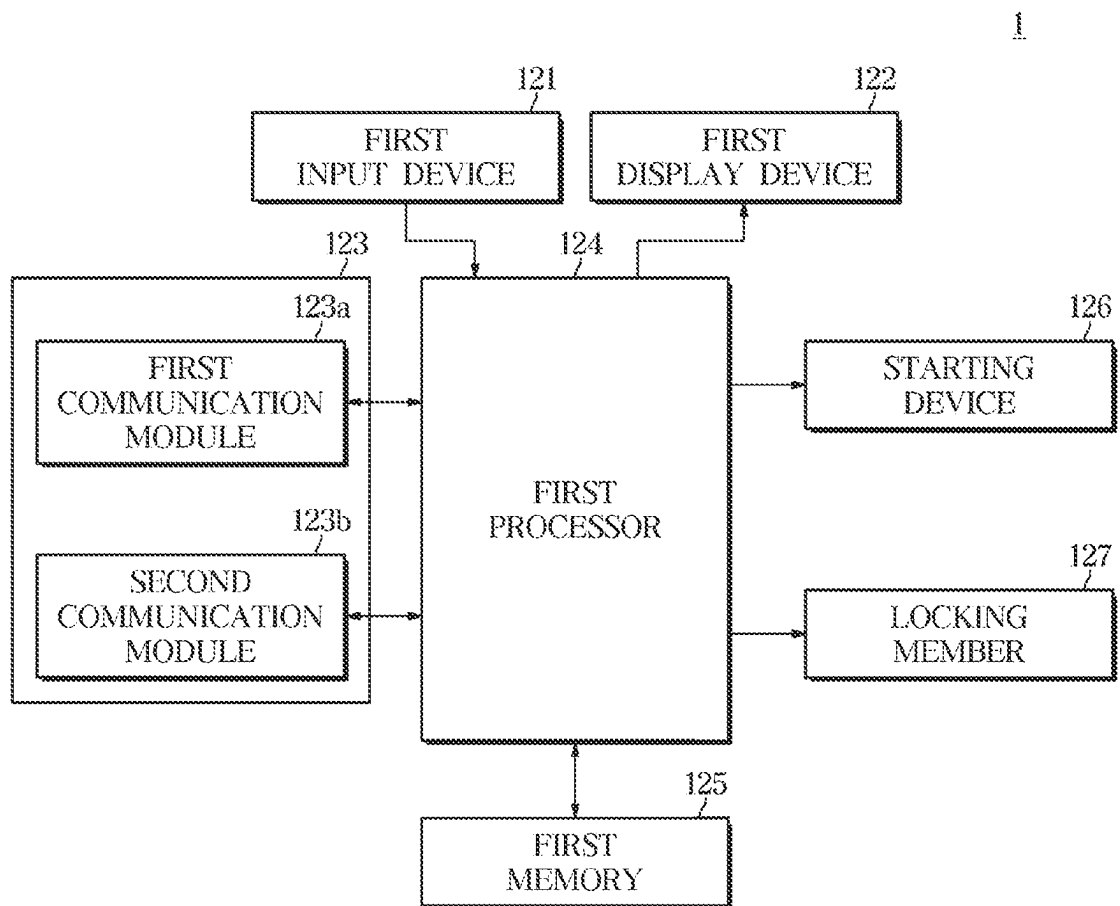 1
121
FIRST
INPUT DEVICE
122
FIRST
DISPLAY DEVICE
123
123a
FIRST
COMMUNICATION
MODULE
123b
SECOND
COMMUNICATION
MODULE
124
FIRST
PROCESSOR
126
STARTING
DEVICE
127
LOCKING
MEMBER
125
FIRST
MEMORY